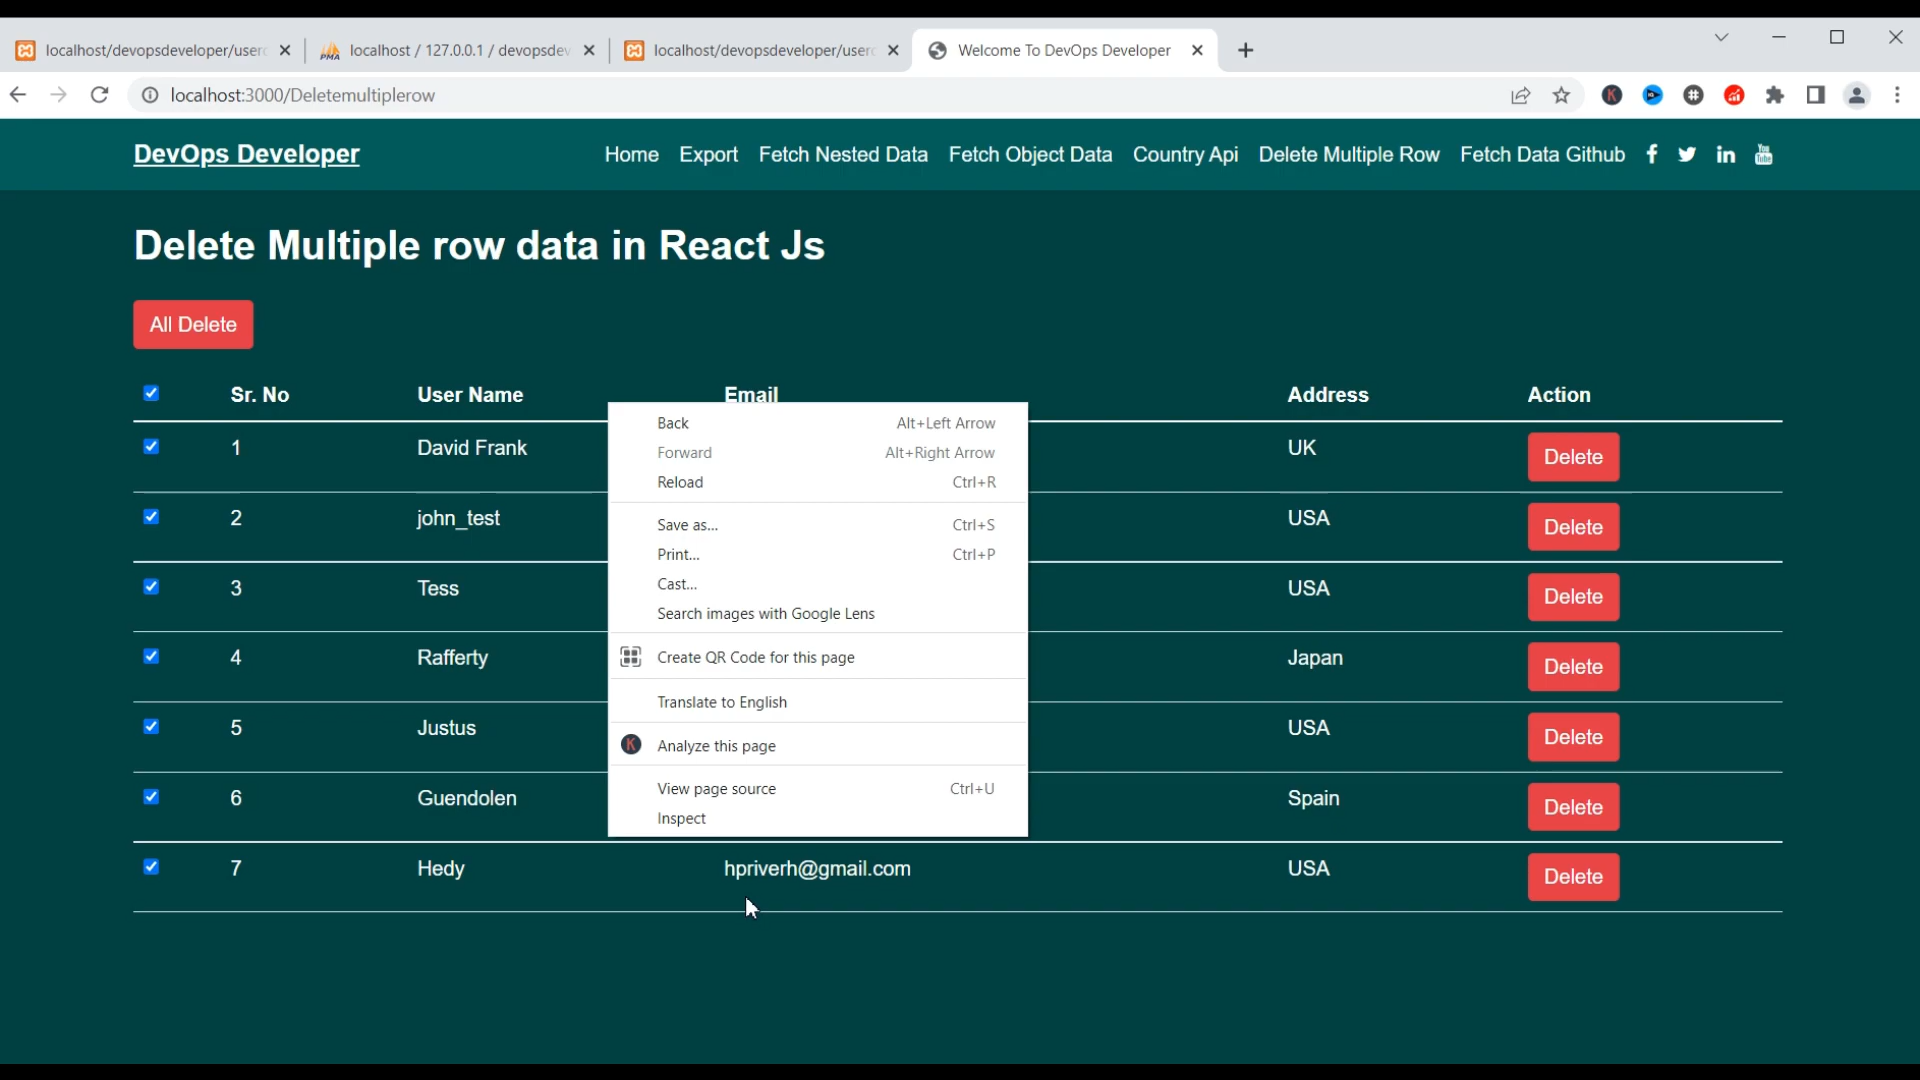 localhost/devopsdeveloper/user
localhost / 127.0.0.1 / devopsdev
localhost/devopsdeveloper/user
Welcome To DevOps Developer
localhost:3000/Deletemultiplerow
DevOps Developer
Home Export Fetch Nested Data Fetch Object Data Country Api Delete Multiple Row Fetch Data Github
Delete Multiple row data in React Js
All Delete
Sr. No User Name Email Address Action
1 David Frank UK Delete
2 john_test USA Delete
3 Tess USA Delete
4 Rafferty Japan Delete
5 Justus USA Delete
6 Guendolen Spain Delete
7 Hedy hpriverh@gmail.com USA Delete
Back Alt+Left Arrow
Forward Alt+Right Arrow
Reload Ctrl+R
Save as... Ctrl+S
Print... Ctrl+P
Cast...
Search images with Google Lens
Create QR Code for this page
Translate to English
K Analyze this page
View page source Ctrl+U
Inspect